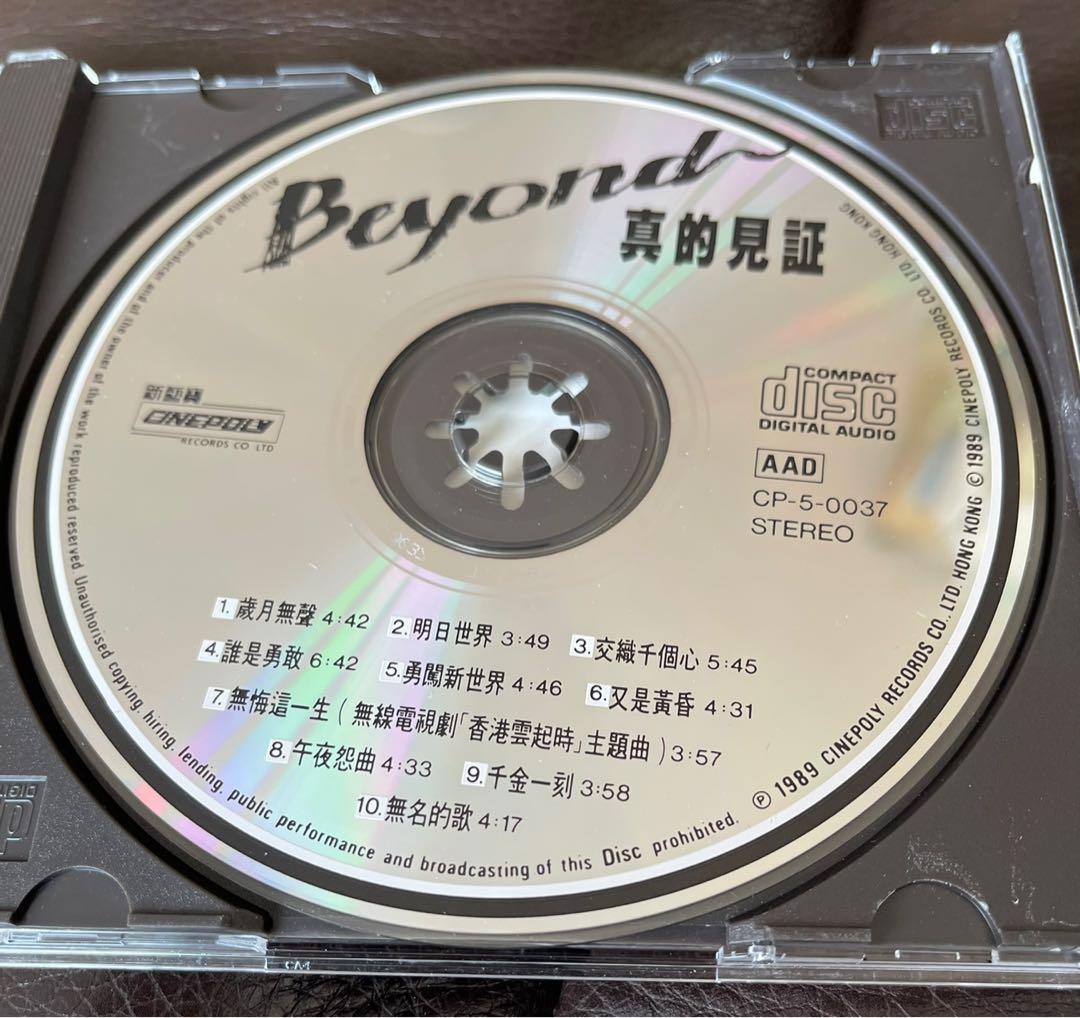 Beyond
真的見証
新藝寶
CINEPOLY
RECORDS CO LTD
COMPACT
disc
DIGITAL AUDIO
AAD
CP-5-0037
STEREO
1.歲月無聲 4:42 2.明日世界 3:49 3.交織千個心 5:45
4.誰是勇敢 6:42 5.勇闖新世界 4:46 6.又是黃昏 4:31
7.無悔這一生(無線電視劇「香港雲起時」主題曲)3:57
8.午夜怨曲 4:33 9.千金一刻 3:58
10.無名的歌 4:17
All rights of the producer and of the owner of the work reproduced reserved. Unauthorised copying, hiring, lending, public performance and broadcasting of this Disc prohibited.
℗ 1989 CINEPOLY RECORDS CO., LTD. HONG KONG © 1989 CINEPOLY RECORDS CO., LTD. HONG KONG
disc